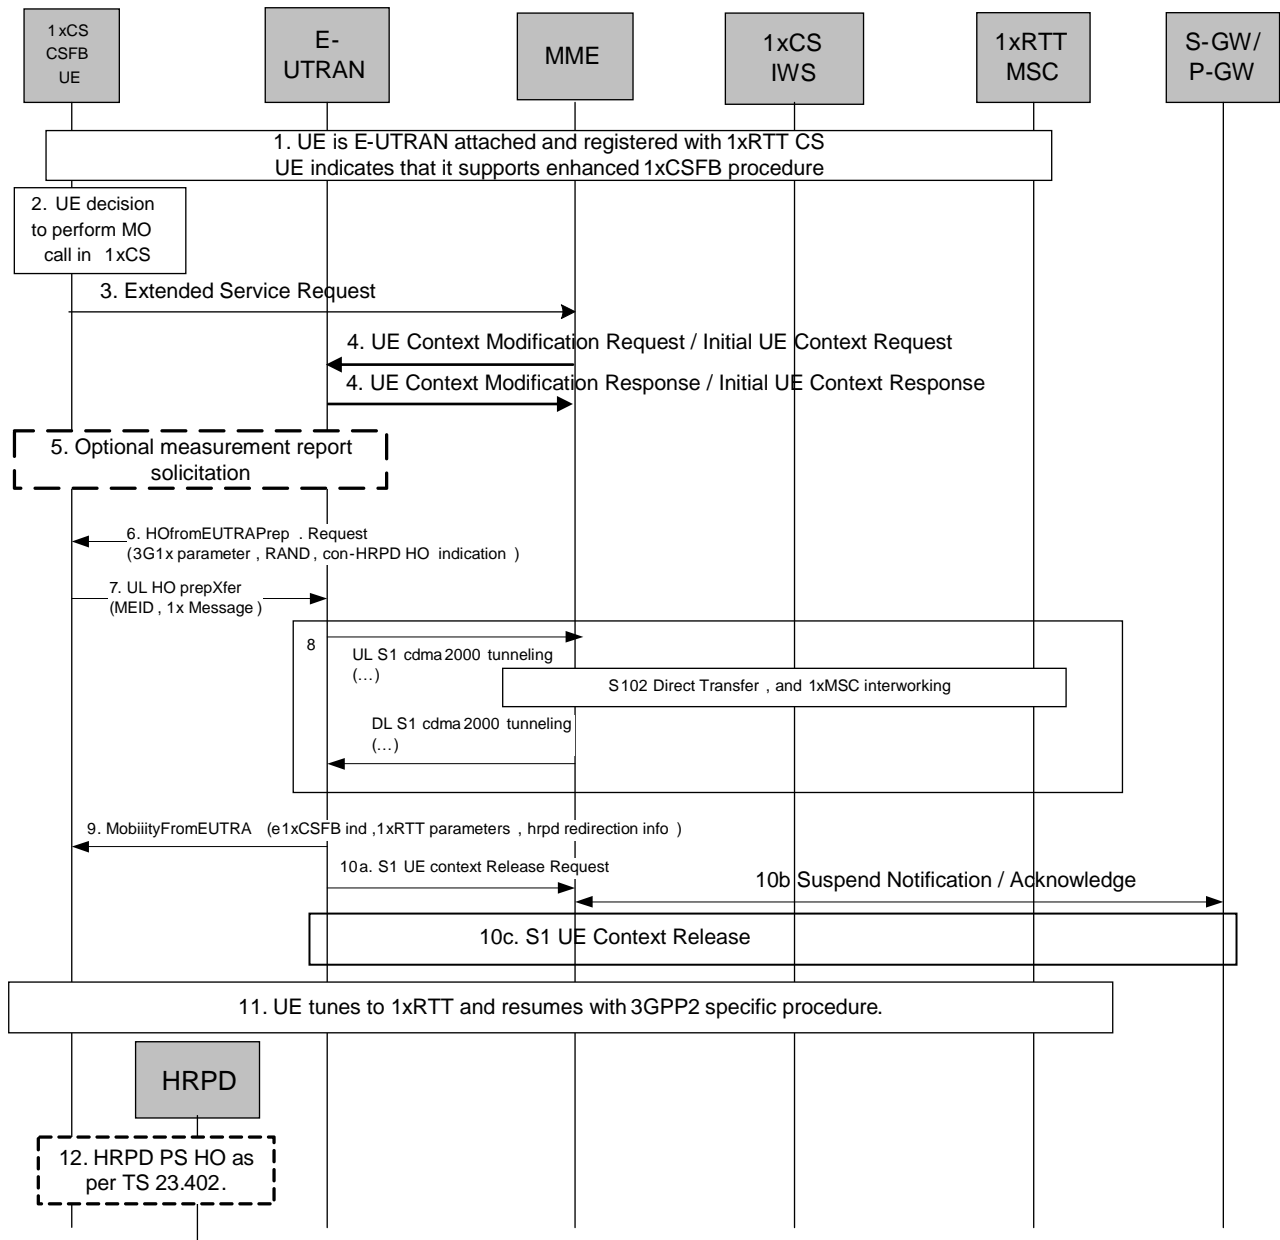 1xCS
CSFB
UE
E-
UTRAN
MME
1xCS
IWS
1xRTT
MSC
S-GW/
P-GW
1. UE is E-UTRAN attached and registered with 1xRTT CS
UE indicates that it supports enhanced 1xCSFB procedure
2. UE decision
to perform MO
call in 1xCS
3. Extended Service Request
4. UE Context Modification Request / Initial UE Context Request
4. UE Context Modification Response / Initial UE Context Response
5. Optional measurement report
solicitation
6. HOfromEUTRAPrep . Request
(3G1x parameter , RAND , con-HRPD HO indication )
7. UL HO prepXfer
(MEID , 1x Message )
8
UL S1 cdma 2000 tunneling
(...)
S102 Direct Transfer , and 1xMSC interworking
DL S1 cdma 2000 tunneling
(...)
9. MobiiityFromEUTRA (e1xCSFB ind ,1xRTT parameters , hrpd redirection info )
10a. S1 UE context Release Request
10b Suspend Notification / Acknowledge
10c. S1 UE Context Release
11. UE tunes to 1xRTT and resumes with 3GPP2 specific procedure.
HRPD
12. HRPD PS HO as
per TS 23.402.